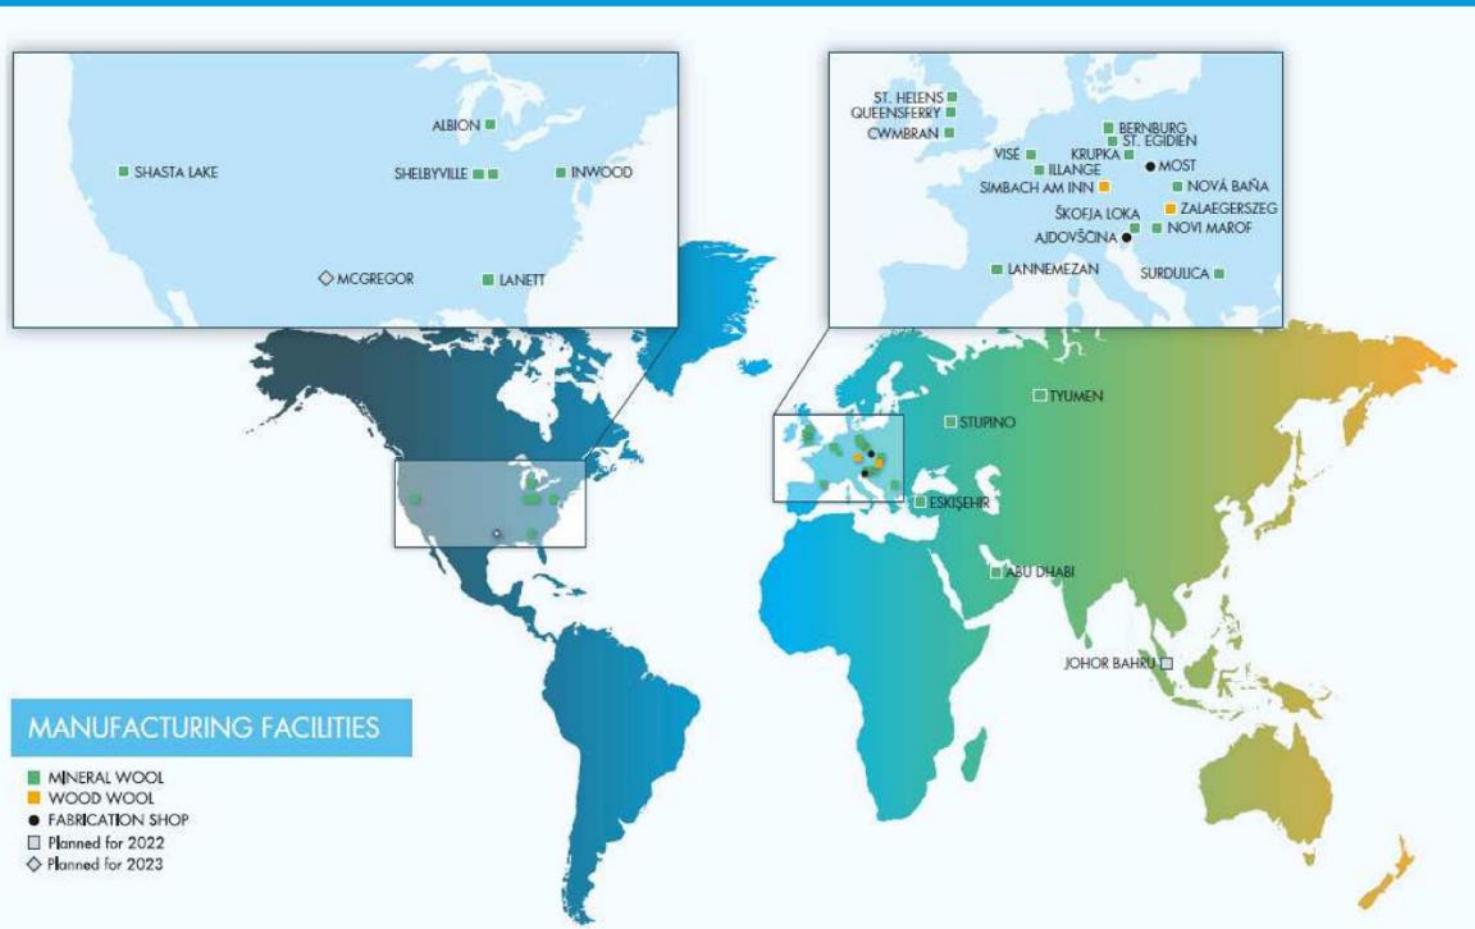 ALBION
SHASTA LAKE
SHELBYVILLE
INWOOD
MCGREGOR
LANETT
ST. HELENS
QUEENSFERRY
CWMBRAN
BERNBURG
ST. EGIDIEN
VISÉ
KRUPKA
MOST
ILLANGE
SIMBACH AM INN
NOVÁ BAŇA
ZALAEGERSZEG
ŠKOFJA LOKA
NOVI MAROF
AJDOVŠČINA
LANNEMEZAN
SURDULICA
TYUMEN
STUPINO
ESKIŞEHIR
ABU DHABI
JOHOR BAHRU
MANUFACTURING FACILITIES
MINERAL WOOL
WOOD WOOL
FABRICATION SHOP
Planned for 2022
Planned for 2023